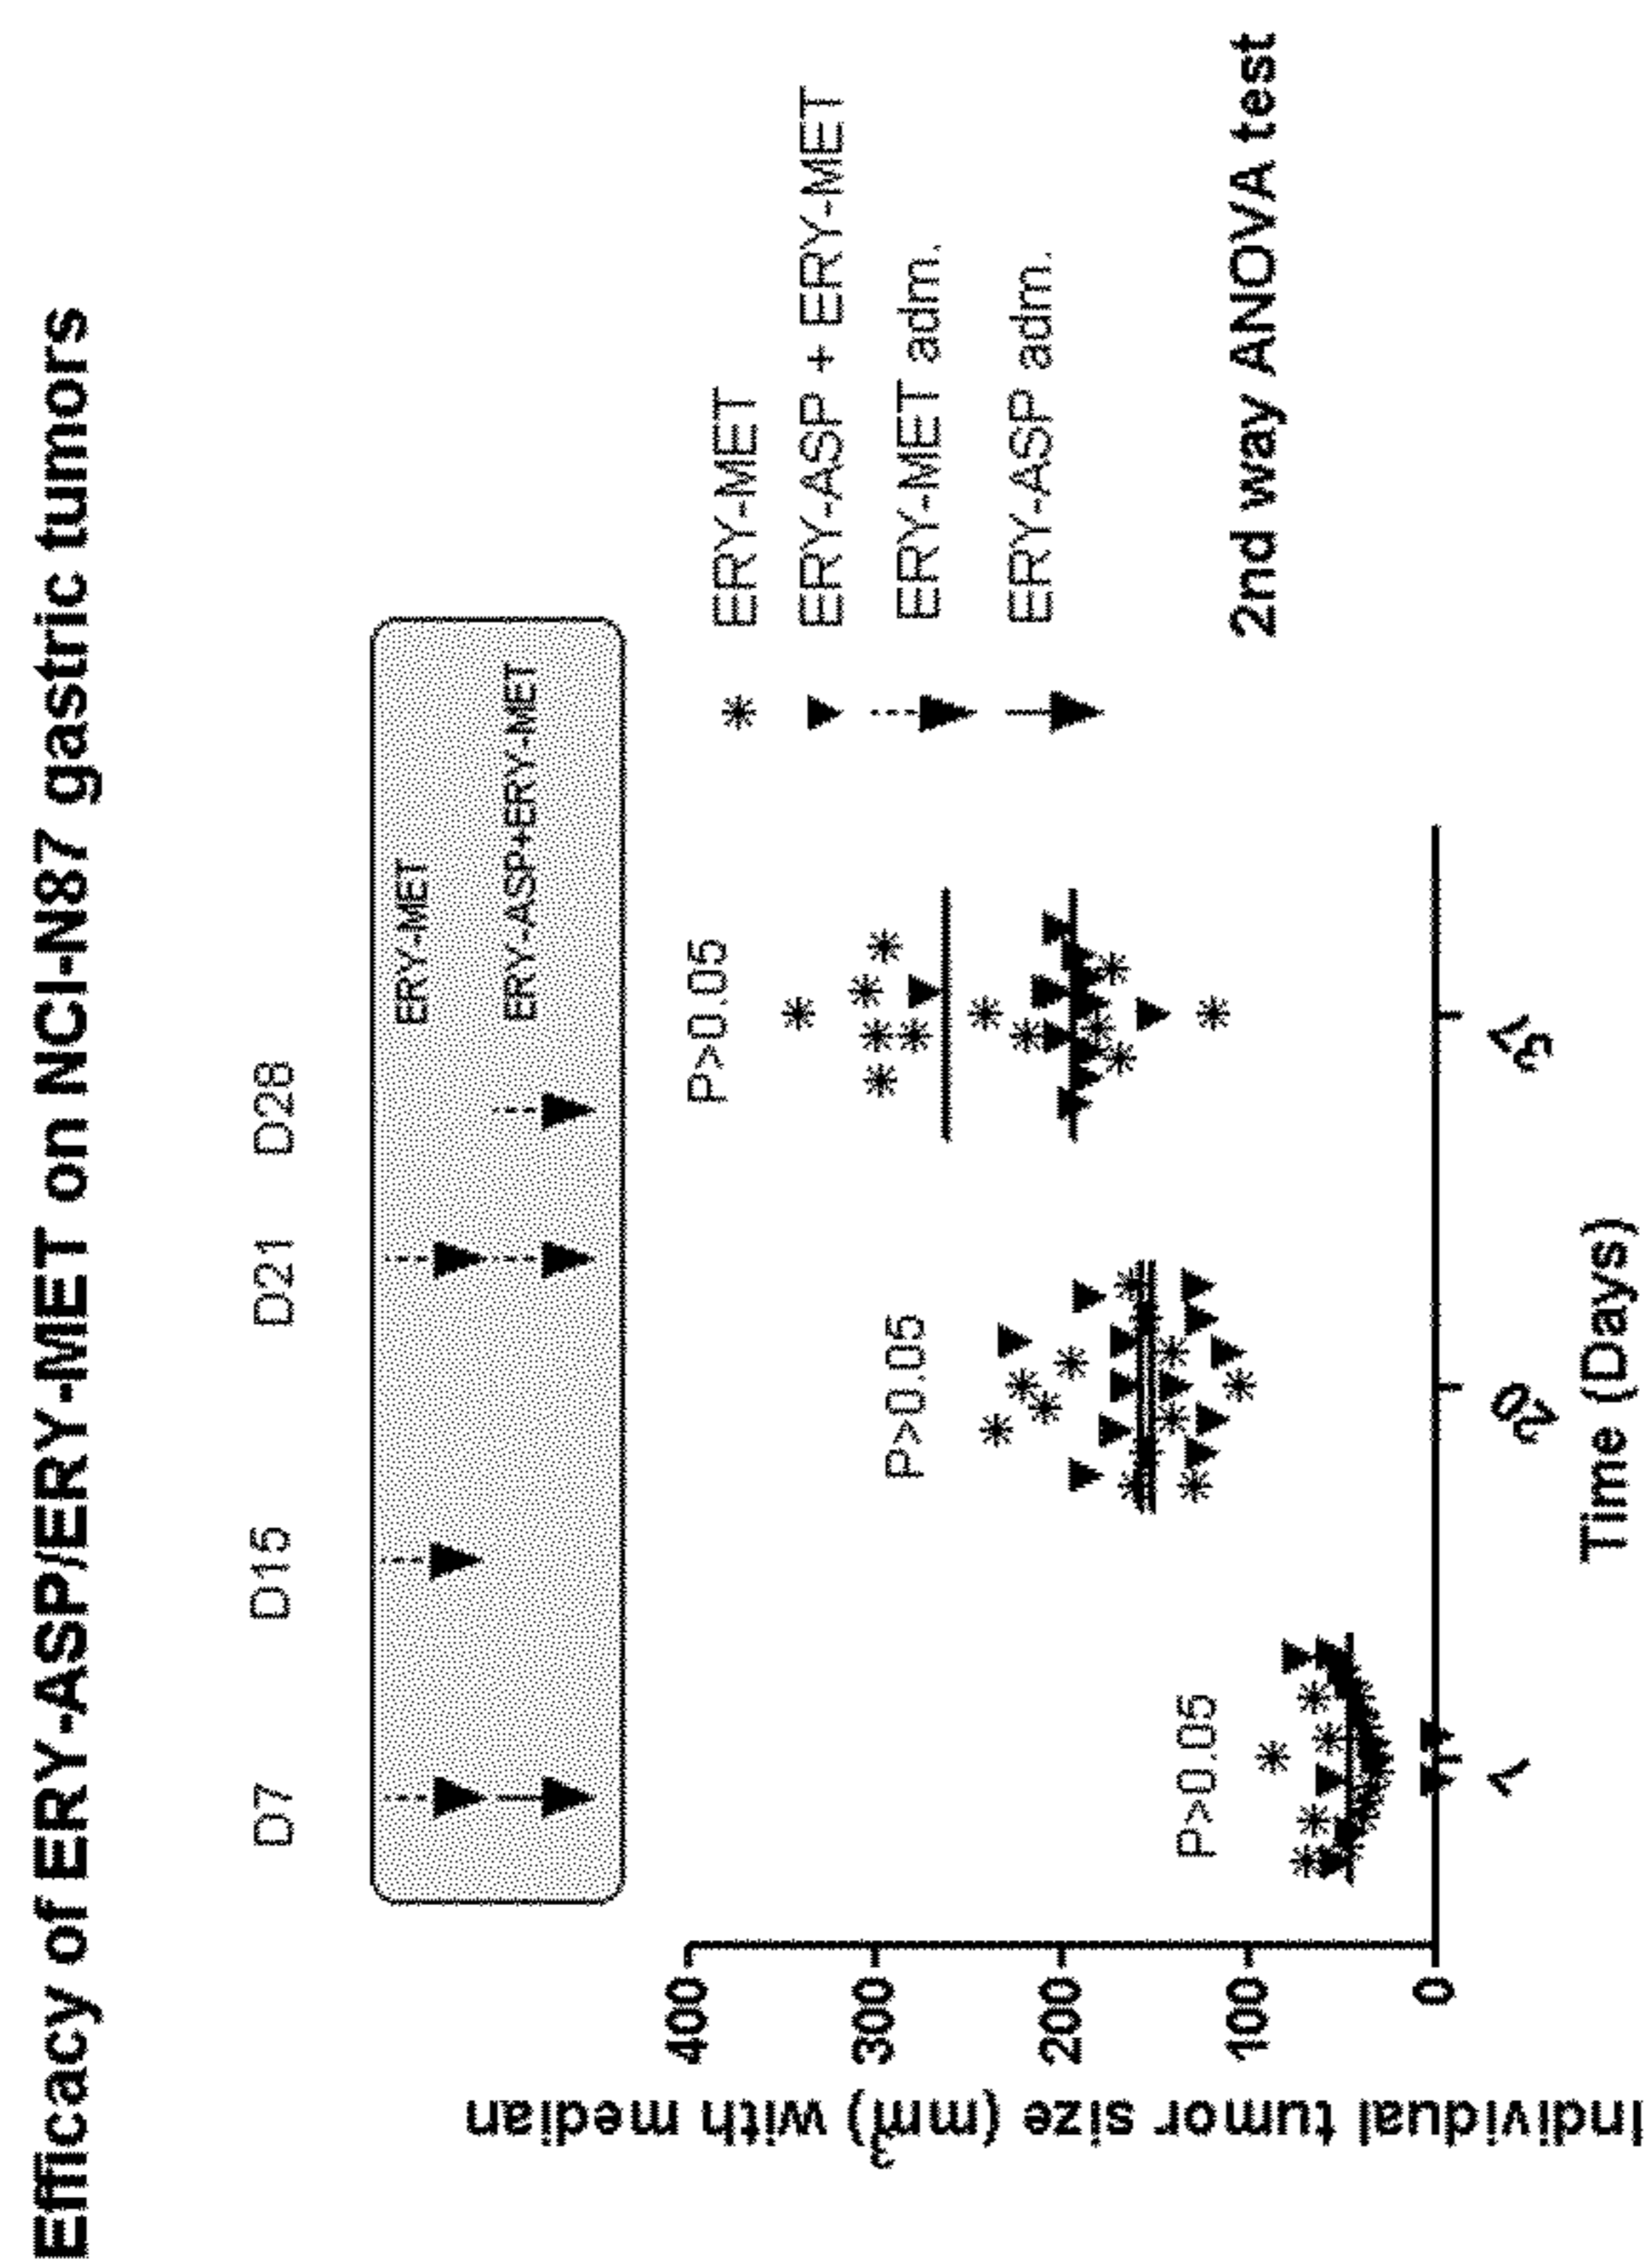 Efficacy of ERY-ASP/ERY-MET on NCI-N87 gastric tumors
D7 D15 D21 D28
ERY-MET
ERY-ASP+ERY-MET
Individual tumor size (mm3) with median
400
300
200
100
0
P>0.05
P>0.05
P>0.05
7 20 37
Time (Days)
ERY-MET
ERY-ASP + ERY-MET
ERY-MET adm.
ERY-ASP adm.
2nd way ANOVA test